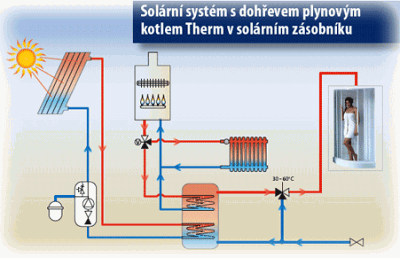 Solární systém s dohřevem plynovým
kotlem Therm v solárním zásobníku
30-60°C